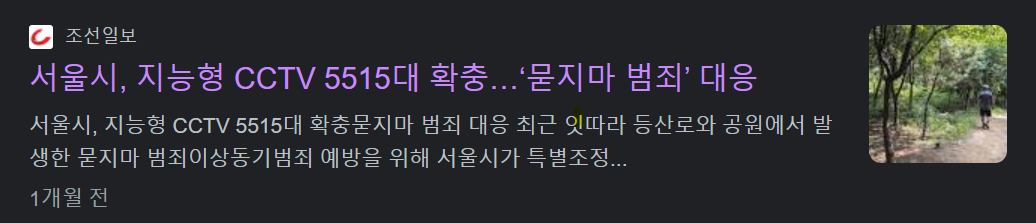 조선일보
서울시, 지능형 CCTV 5515대 확충…‘묻지마 범죄’ 대응
서울시, 지능형 CCTV 5515대 확충묻지마 범죄 대응 최근 잇따라 등산로와 공원에서 발
생한 묻지마 범죄이상동기범죄 예방을 위해 서울시가 특별조정...
1개월 전